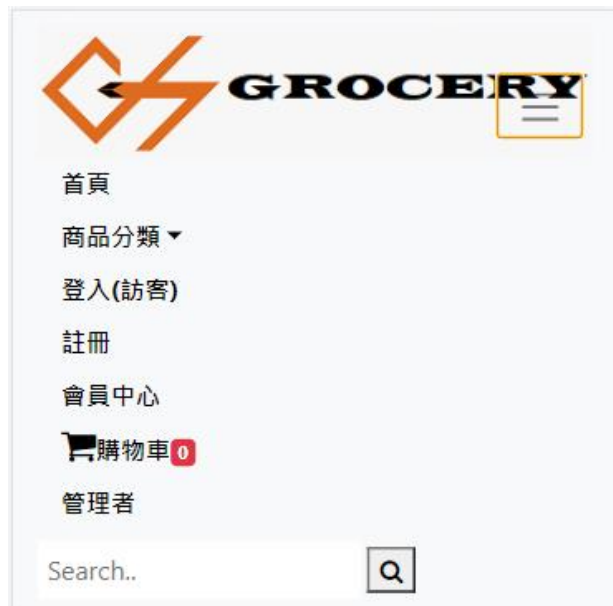 GROCERY
首頁
商品分類
登入(訪客)
註冊
會員中心
購物車0
管理者
Search..